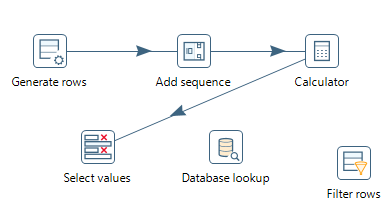 Generate rows
Add sequence
Calculator
Select values
Database lookup
Filter rows